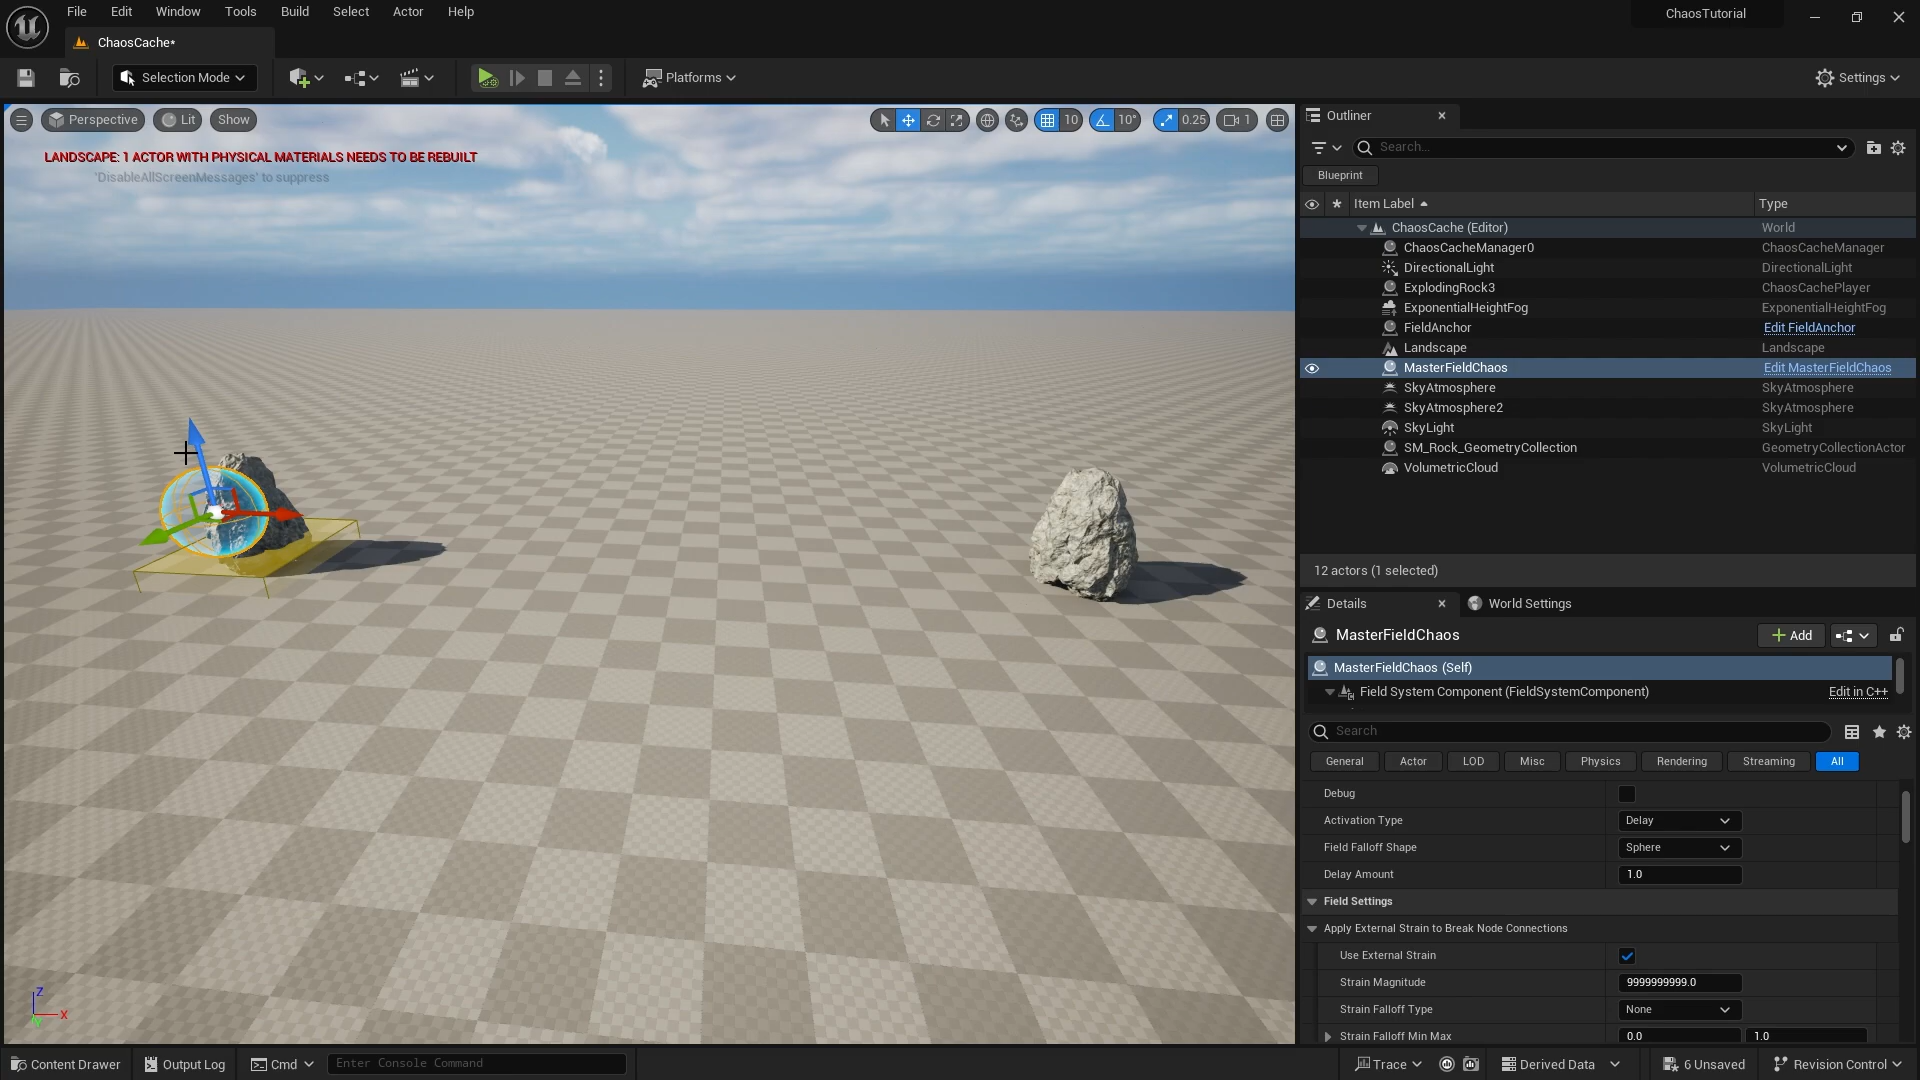 File Edit Window Tools Build Select Actor Help
ChaosTutorial
ChaosCache*
Selection Mode
Platforms
Settings
Perspective Lit Show
10 10° 0.25 1
LANDSCAPE: 1 ACTOR WITH PHYSICAL MATERIALS NEEDS TO BE REBUILT
'DisableAllScreenMessages' to suppress
Z
X
Y
Outliner
Search...
Blueprint
Item Label Type
ChaosCache (Editor) World
ChaosCacheManager0 ChaosCacheManager
DirectionalLight DirectionalLight
ExplodingRock3 ChaosCachePlayer
ExponentialHeightFog ExponentialHeightFog
FieldAnchor Edit FieldAnchor
Landscape Landscape
MasterFieldChaos Edit MasterFieldChaos
SkyAtmosphere SkyAtmosphere
SkyAtmosphere2 SkyAtmosphere
SkyLight SkyLight
SM_Rock_GeometryCollection GeometryCollectionActor
VolumetricCloud VolumetricCloud
12 actors (1 selected)
Details World Settings
MasterFieldChaos Add
MasterFieldChaos (Self)
Field System Component (FieldSystemComponent) Edit in C++
Search
General Actor LOD Misc Physics Rendering Streaming All
Debug
Activation Type Delay
Field Falloff Shape Sphere
Delay Amount 1.0
Field Settings
Apply External Strain to Break Node Connections
Use External Strain
Strain Magnitude 9999999999.0
Strain Falloff Type None
Strain Falloff Min Max 0.0 1.0
Content Drawer Output Log Cmd Enter Console Command Trace Derived Data 6 Unsaved Revision Control